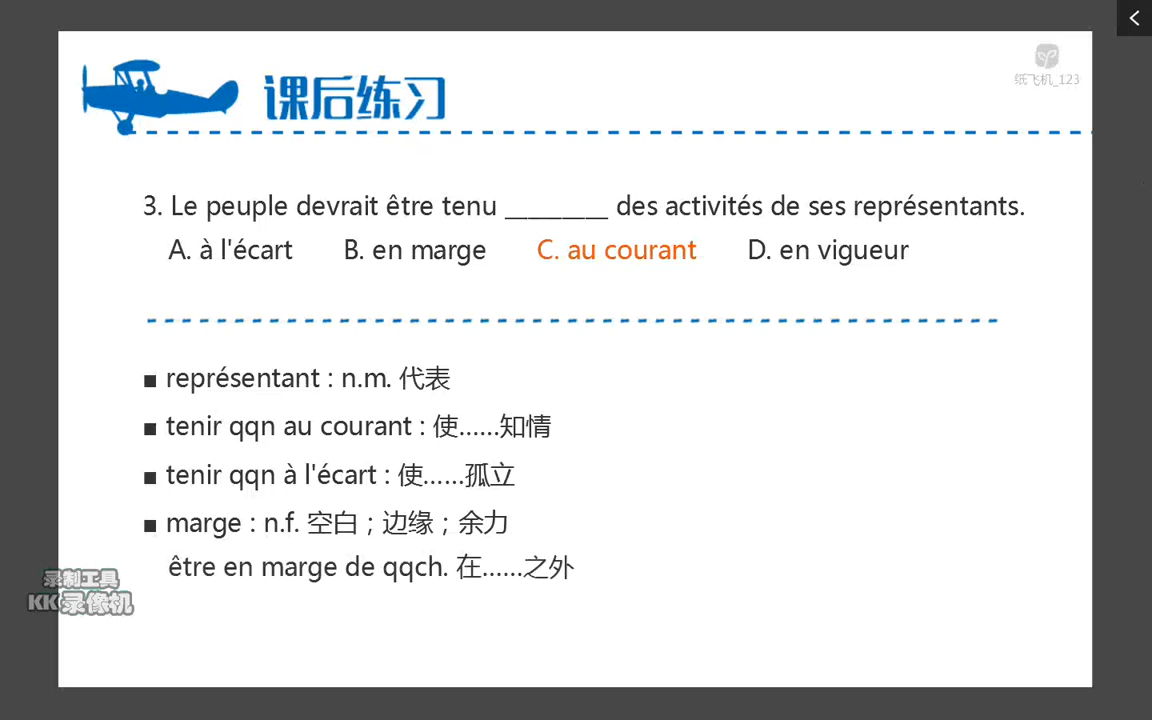 纸飞机_123
课后练习
3. Le peuple devrait être tenu ________ des activités de ses représentants.
A. à l'écart B. en marge C. au courant D. en vigueur
■ représentant : n.m. 代表
■ tenir qqn au courant : 使……知情
■ tenir qqn à l'écart : 使……孤立
■ marge : n.f. 空白；边缘；余力
être en marge de qqch. 在……之外
录制工具
KK录像机